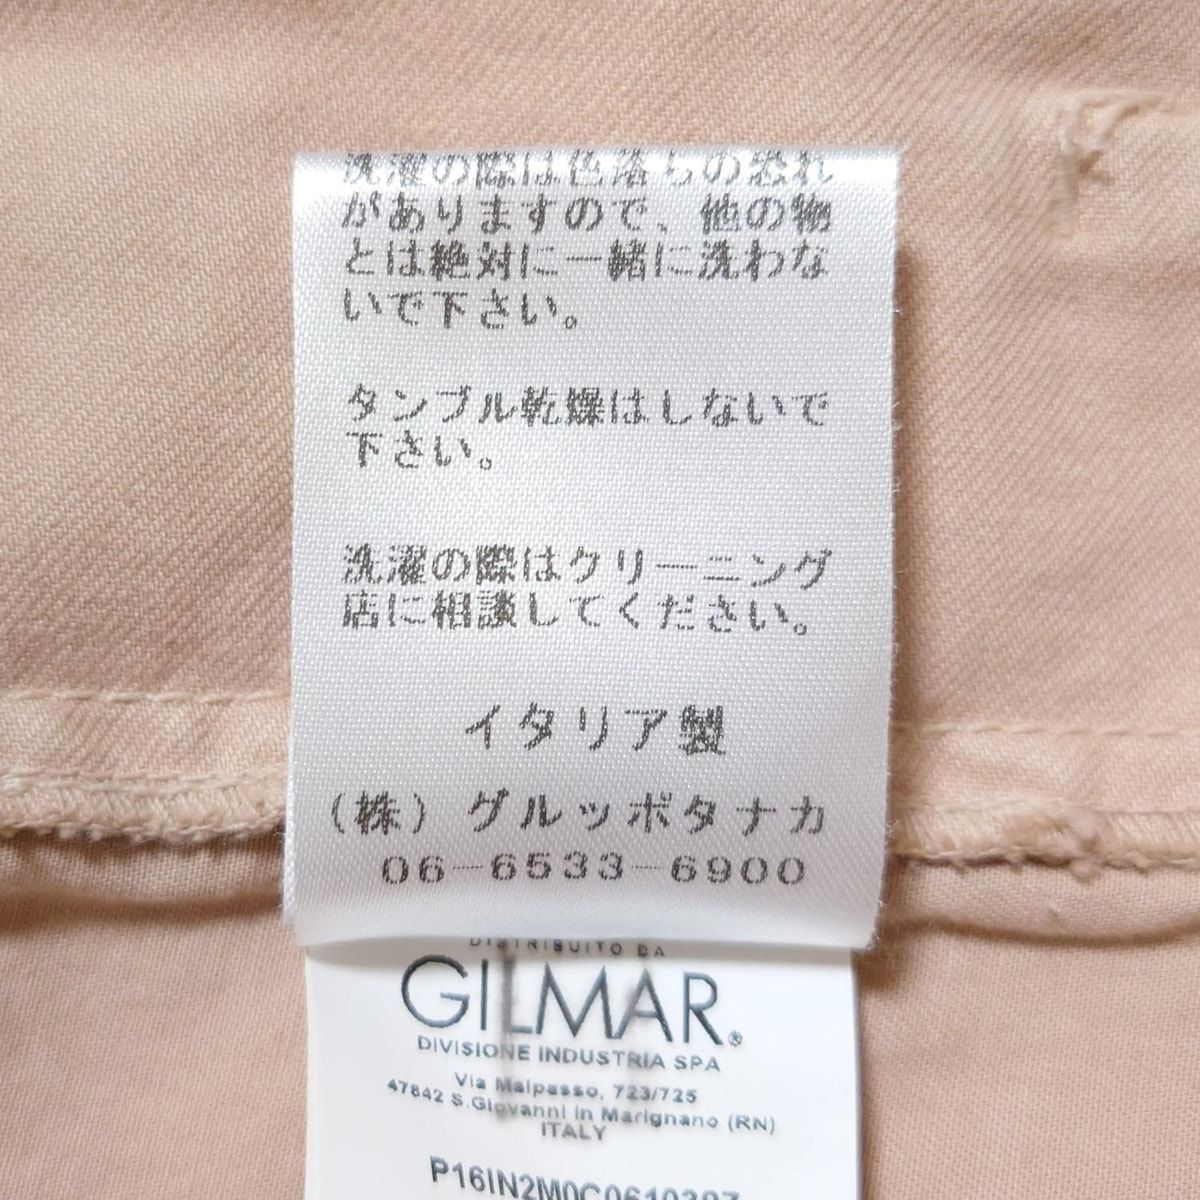 洗濯の際は色落ちの恐れ
がありますので、他の物
とは絶対に一緒に洗わな
いで下さい。
タンブル乾燥はしないで
下さい。
洗濯の際はクリーニング
店に相談してください。
イタリア製
(株)グルッポタナカ
06-6533-6900
DISTRIBUITO DA
GILMAR®
DIVISIONE INDUSTRIA SPA
Via Malpasso, 723/725
47842 S.Giovanni in Marignano (RN)
ITALY